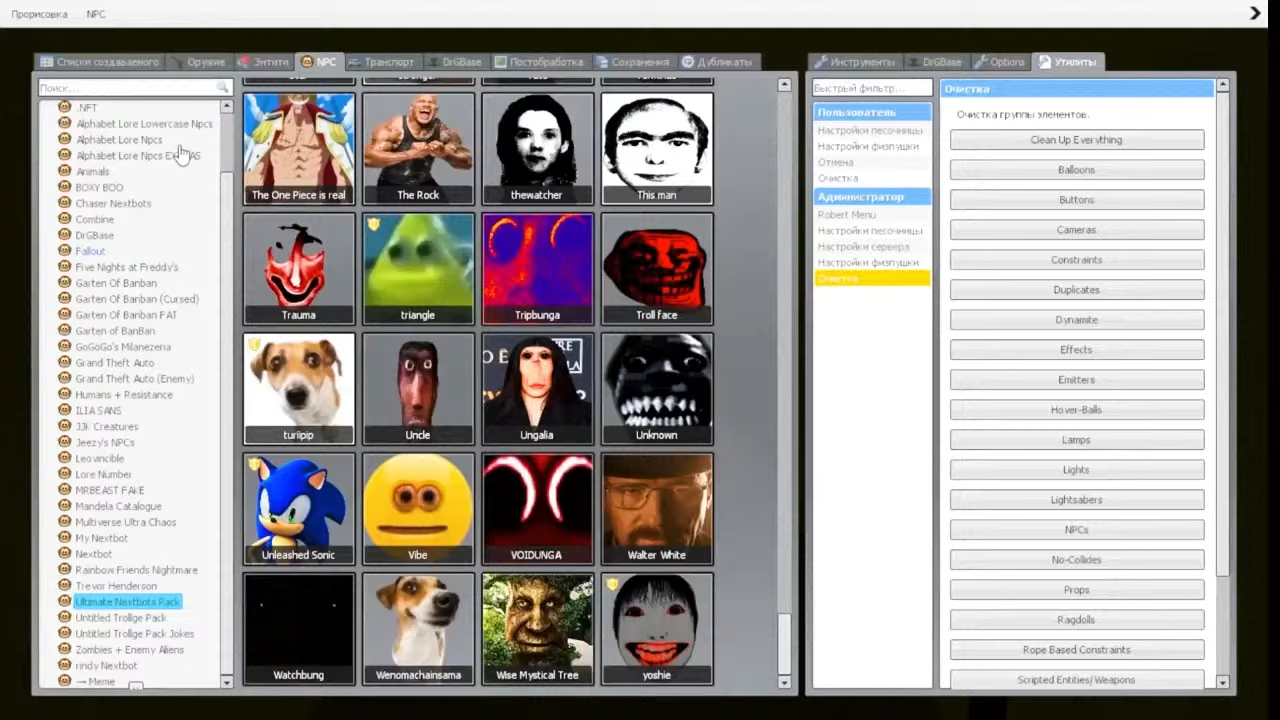 Прорисовка NPC
Списки создаваемого Оружие Энтити NPC Транспорт DrGBase Постобработка Сохранения Дубликаты
Поиск...
.NFT
Alphabet Lore Lowercase Npcs
Alphabet Lore Npcs
Alphabet Lore Npcs
Animals
BOXY BOO
Chaser Nextbots
Combine
DrGBase
Fallout
Five Nights at Freddy's
Garten Of Banban
Garten Of Banban (Cursed)
Garten Of Banban FAT
Garten of BanBan
GoGoGo's Milanezeria
Grand Theft Auto
Grand Theft Auto (Enemy)
Humans + Resistance
ILIA SANS
JJK Creatures
Jeezy's NPCs
Leovincible
Lore Number
MRBEAST FAKE
Mandela Catalogue
Multiverse Ultra Chaos
My Nextbot
Nextbot
Rainbow Friends Nightmare
Trevor Henderson
Ultimate Nextbots Pack
Untitled Trollge Pack
Untitled Trollge Pack Jokes
Zombies + Enemy Aliens
rindy Nextbot
→ Meme
The One Piece is real The Rock thewatcher This man
Trauma triangle Tripbunga Troll face
turiipip Uncle Ungalia Unknown
Unleashed Sonic Vibe VOIDUNGA Walter White
Watchbung Wenomachainsama Wise Mystical Tree yoshie
Инструменты DrGBase Options Утилиты
Быстрый фильтр...
Пользователь
Настройки песочницы
Настройки физпушки
Отмена
Очистка
Администратор
Robert Menu
Настройки песочницы
Настройки сервера
Настройки физпушки
Очистка
Очистка
Очистка группы элементов.
Clean Up Everything
Balloons
Buttons
Cameras
Constraints
Duplicates
Dynamite
Effects
Emitters
Hover-Balls
Lamps
Lights
Lightsabers
NPCs
No-Collides
Props
Ragdolls
Rope Based Constraints
Scripted Entities/Weapons